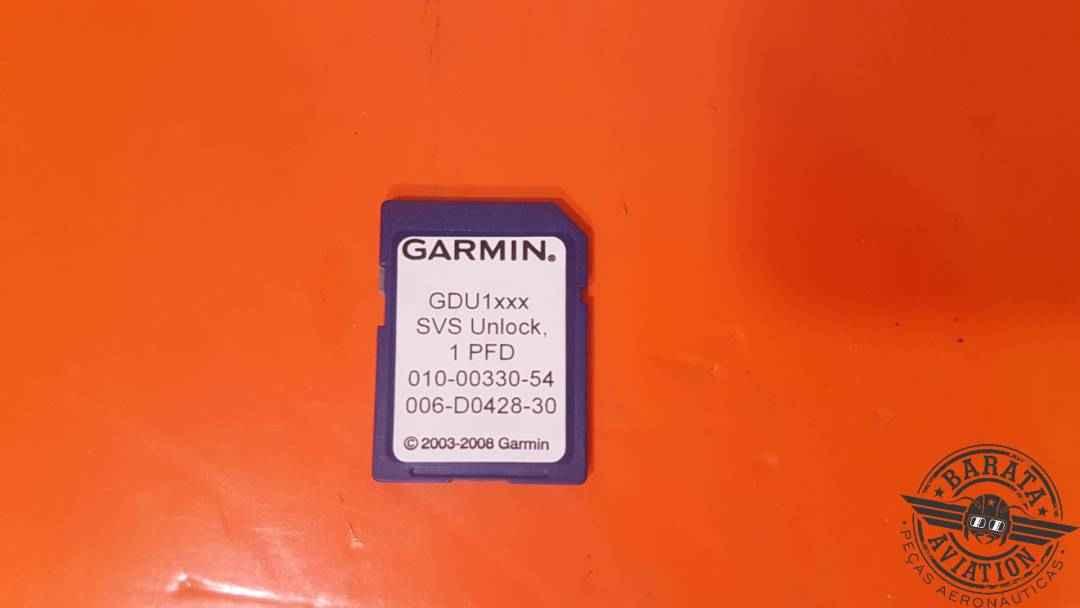 GARMIN®
GDU1xxx
SVS Unlock,
1 PFD
010-00330-54
006-D0428-30
© 2003-2008 Garmin
BARATA
AVIATION
• PEÇAS AERONÁUTICAS •